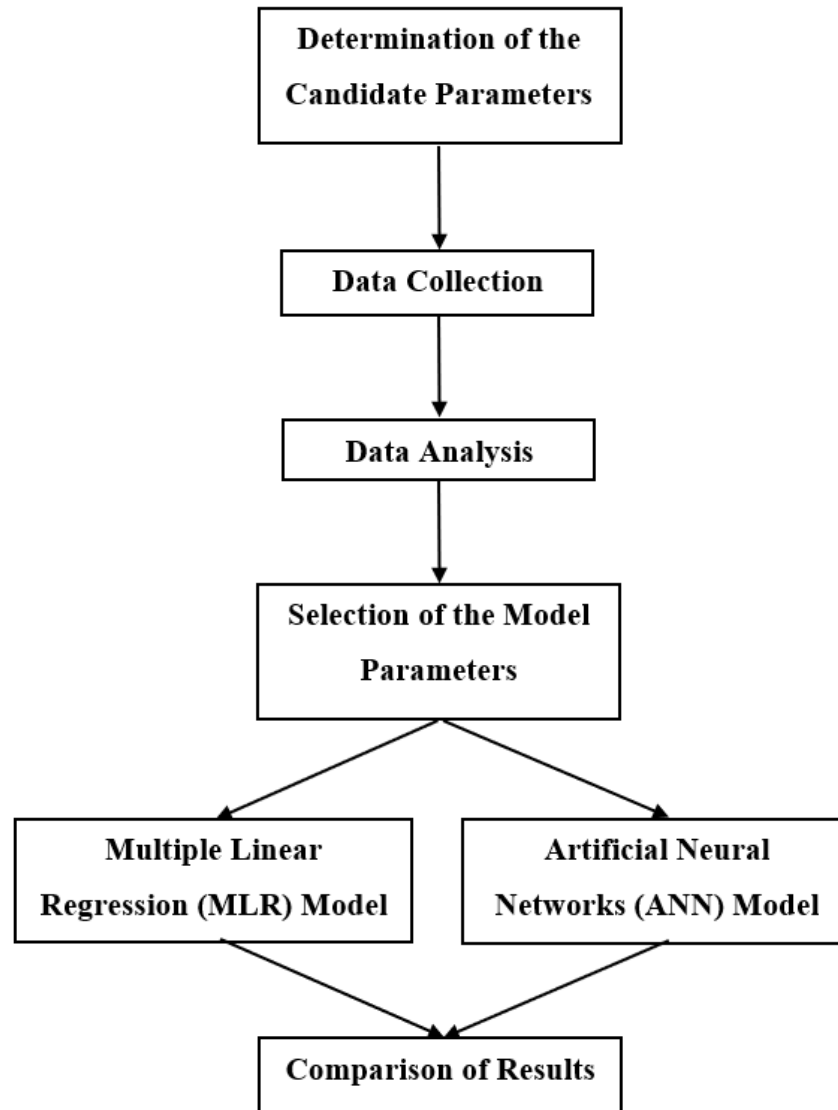 Determination of the
Candidate Parameters
Data Collection
Data Analysis
Selection of the Model
Parameters
Multiple Linear
Regression (MLR) Model
Artificial Neural
Networks (ANN) Model
Comparison of Results